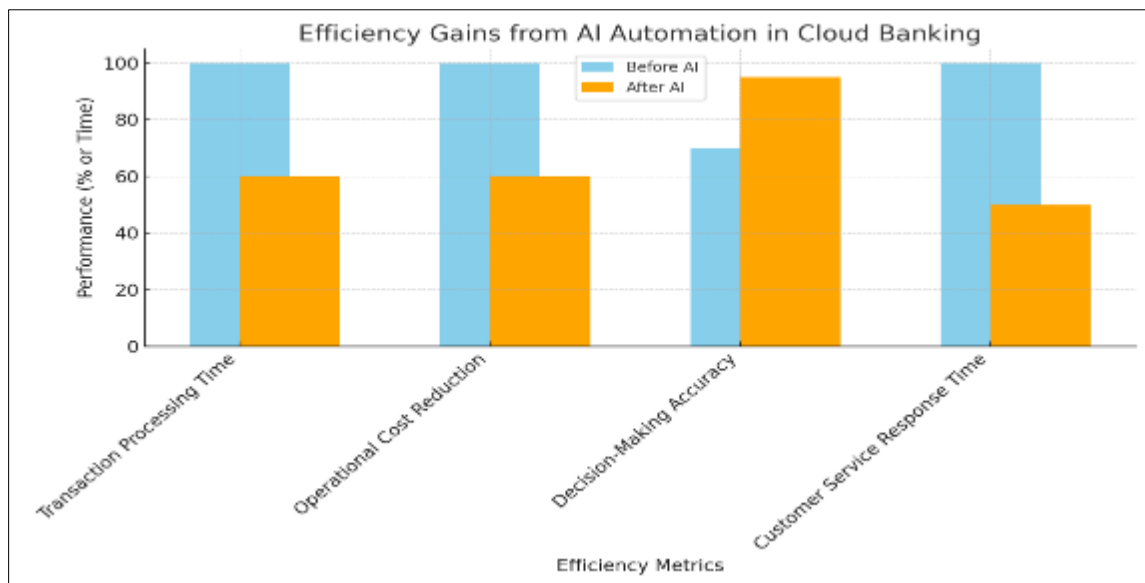 Efficiency Gains from AI Automation in Cloud Banking
Before AI
After AI
Performance (% or Time)
100
80
60
40
20
0
Transaction Processing Time
Operational Cost Reduction
Decision-Making Accuracy
Customer Service Response Time
Efficiency Metrics